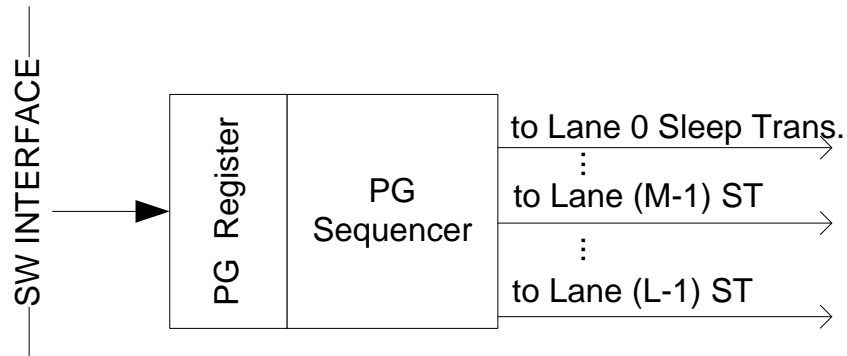 SW INTERFACE
PG Register
PG
Sequencer
to Lane 0 Sleep Trans.
...
to Lane (M-1) ST
...
to Lane (L-1) ST